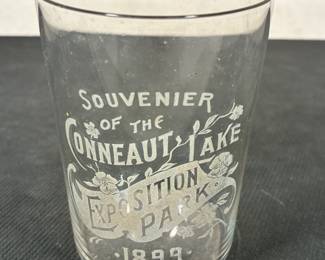 SOUVENIER
OF THE
CONNEAUT LAKE
EXPOSITION
PARK
·1899·